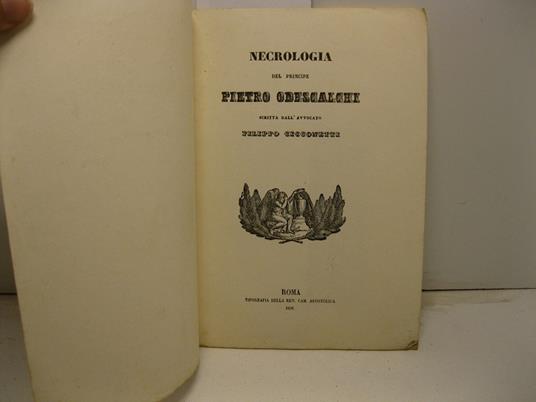 NECROLOGIA
DEL PRINCIPE
PIETRO ODESCALCHI
SCRITTA DALL'AVVOCATO
FILIPPO CICCONETTI
ROMA
TIPOGRAFIA DELLA REV. CAM. APOSTOLICA